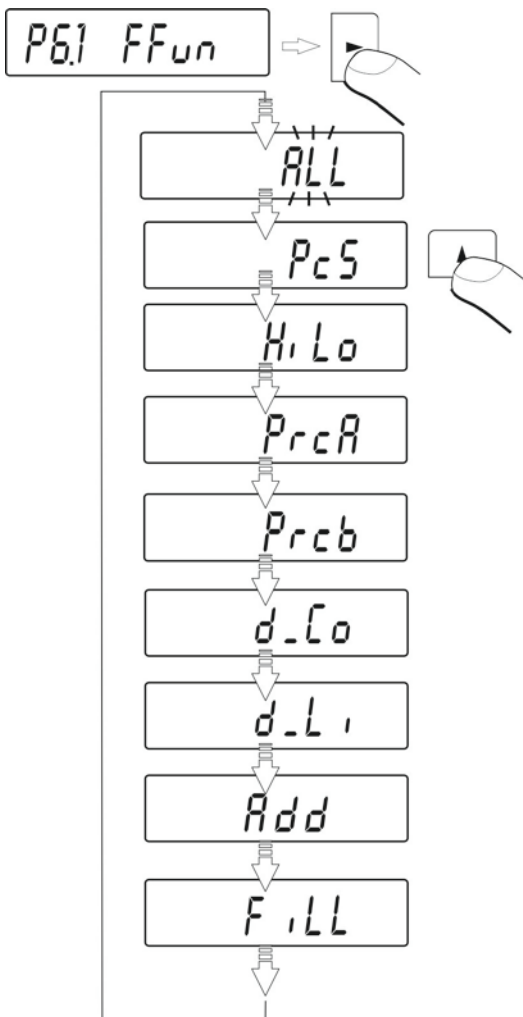 P6.1 FFun
ALL
PcS
HiLo
PrcA
Prcb
d_Co
d_Li
Add
FiLL